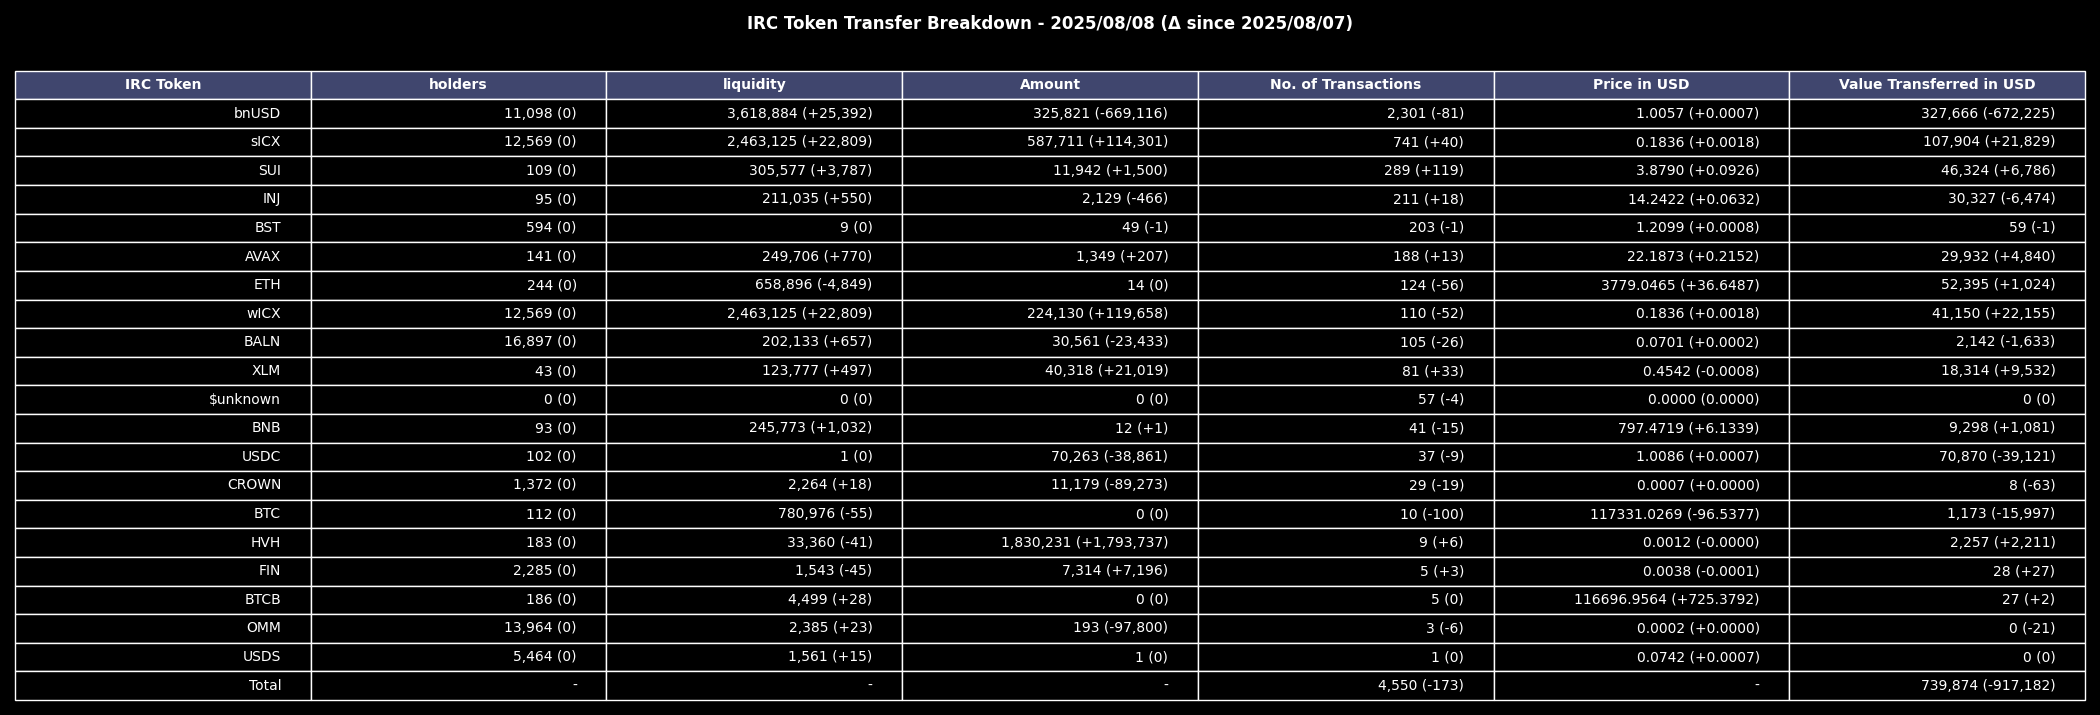 IRC Token Transfer Breakdown - 2025/08/08 (Δ since 2025/08/07)
IRC Token holders liquidity Amount No. of Transactions Price in USD Value Transferred in USD
bnUSD 11,098 (0) 3,618,884 (+25,392) 325,821 (-669,116) 2,301 (-81) 1.0057 (+0.0007) 327,666 (-672,225)
sICX 12,569 (0) 2,463,125 (+22,809) 587,711 (+114,301) 741 (+40) 0.1836 (+0.0018) 107,904 (+21,829)
SUI 109 (0) 305,577 (+3,787) 11,942 (+1,500) 289 (+119) 3.8790 (+0.0926) 46,324 (+6,786)
INJ 95 (0) 211,035 (+550) 2,129 (-466) 211 (+18) 14.2422 (+0.0632) 30,327 (-6,474)
BST 594 (0) 9 (0) 49 (-1) 203 (-1) 1.2099 (+0.0008) 59 (-1)
AVAX 141 (0) 249,706 (+770) 1,349 (+207) 188 (+13) 22.1873 (+0.2152) 29,932 (+4,840)
ETH 244 (0) 658,896 (-4,849) 14 (0) 124 (-56) 3779.0465 (+36.6487) 52,395 (+1,024)
wICX 12,569 (0) 2,463,125 (+22,809) 224,130 (+119,658) 110 (-52) 0.1836 (+0.0018) 41,150 (+22,155)
BALN 16,897 (0) 202,133 (+657) 30,561 (-23,433) 105 (-26) 0.0701 (+0.0002) 2,142 (-1,633)
XLM 43 (0) 123,777 (+497) 40,318 (+21,019) 81 (+33) 0.4542 (-0.0008) 18,314 (+9,532)
$unknown 0 (0) 0 (0) 0 (0) 57 (-4) 0.0000 (0.0000) 0 (0)
BNB 93 (0) 245,773 (+1,032) 12 (+1) 41 (-15) 797.4719 (+6.1339) 9,298 (+1,081)
USDC 102 (0) 1 (0) 70,263 (-38,861) 37 (-9) 1.0086 (+0.0007) 70,870 (-39,121)
CROWN 1,372 (0) 2,264 (+18) 11,179 (-89,273) 29 (-19) 0.0007 (+0.0000) 8 (-63)
BTC 112 (0) 780,976 (-55) 0 (0) 10 (-100) 117331.0269 (-96.5377) 1,173 (-15,997)
HVH 183 (0) 33,360 (-41) 1,830,231 (+1,793,737) 9 (+6) 0.0012 (-0.0000) 2,257 (+2,211)
FIN 2,285 (0) 1,543 (-45) 7,314 (+7,196) 5 (+3) 0.0038 (-0.0001) 28 (+27)
BTCB 186 (0) 4,499 (+28) 0 (0) 5 (0) 116696.9564 (+725.3792) 27 (+2)
OMM 13,964 (0) 2,385 (+23) 193 (-97,800) 3 (-6) 0.0002 (+0.0000) 0 (-21)
USDS 5,464 (0) 1,561 (+15) 1 (0) 1 (0) 0.0742 (+0.0007) 0 (0)
Total - - - 4,550 (-173) - 739,874 (-917,182)